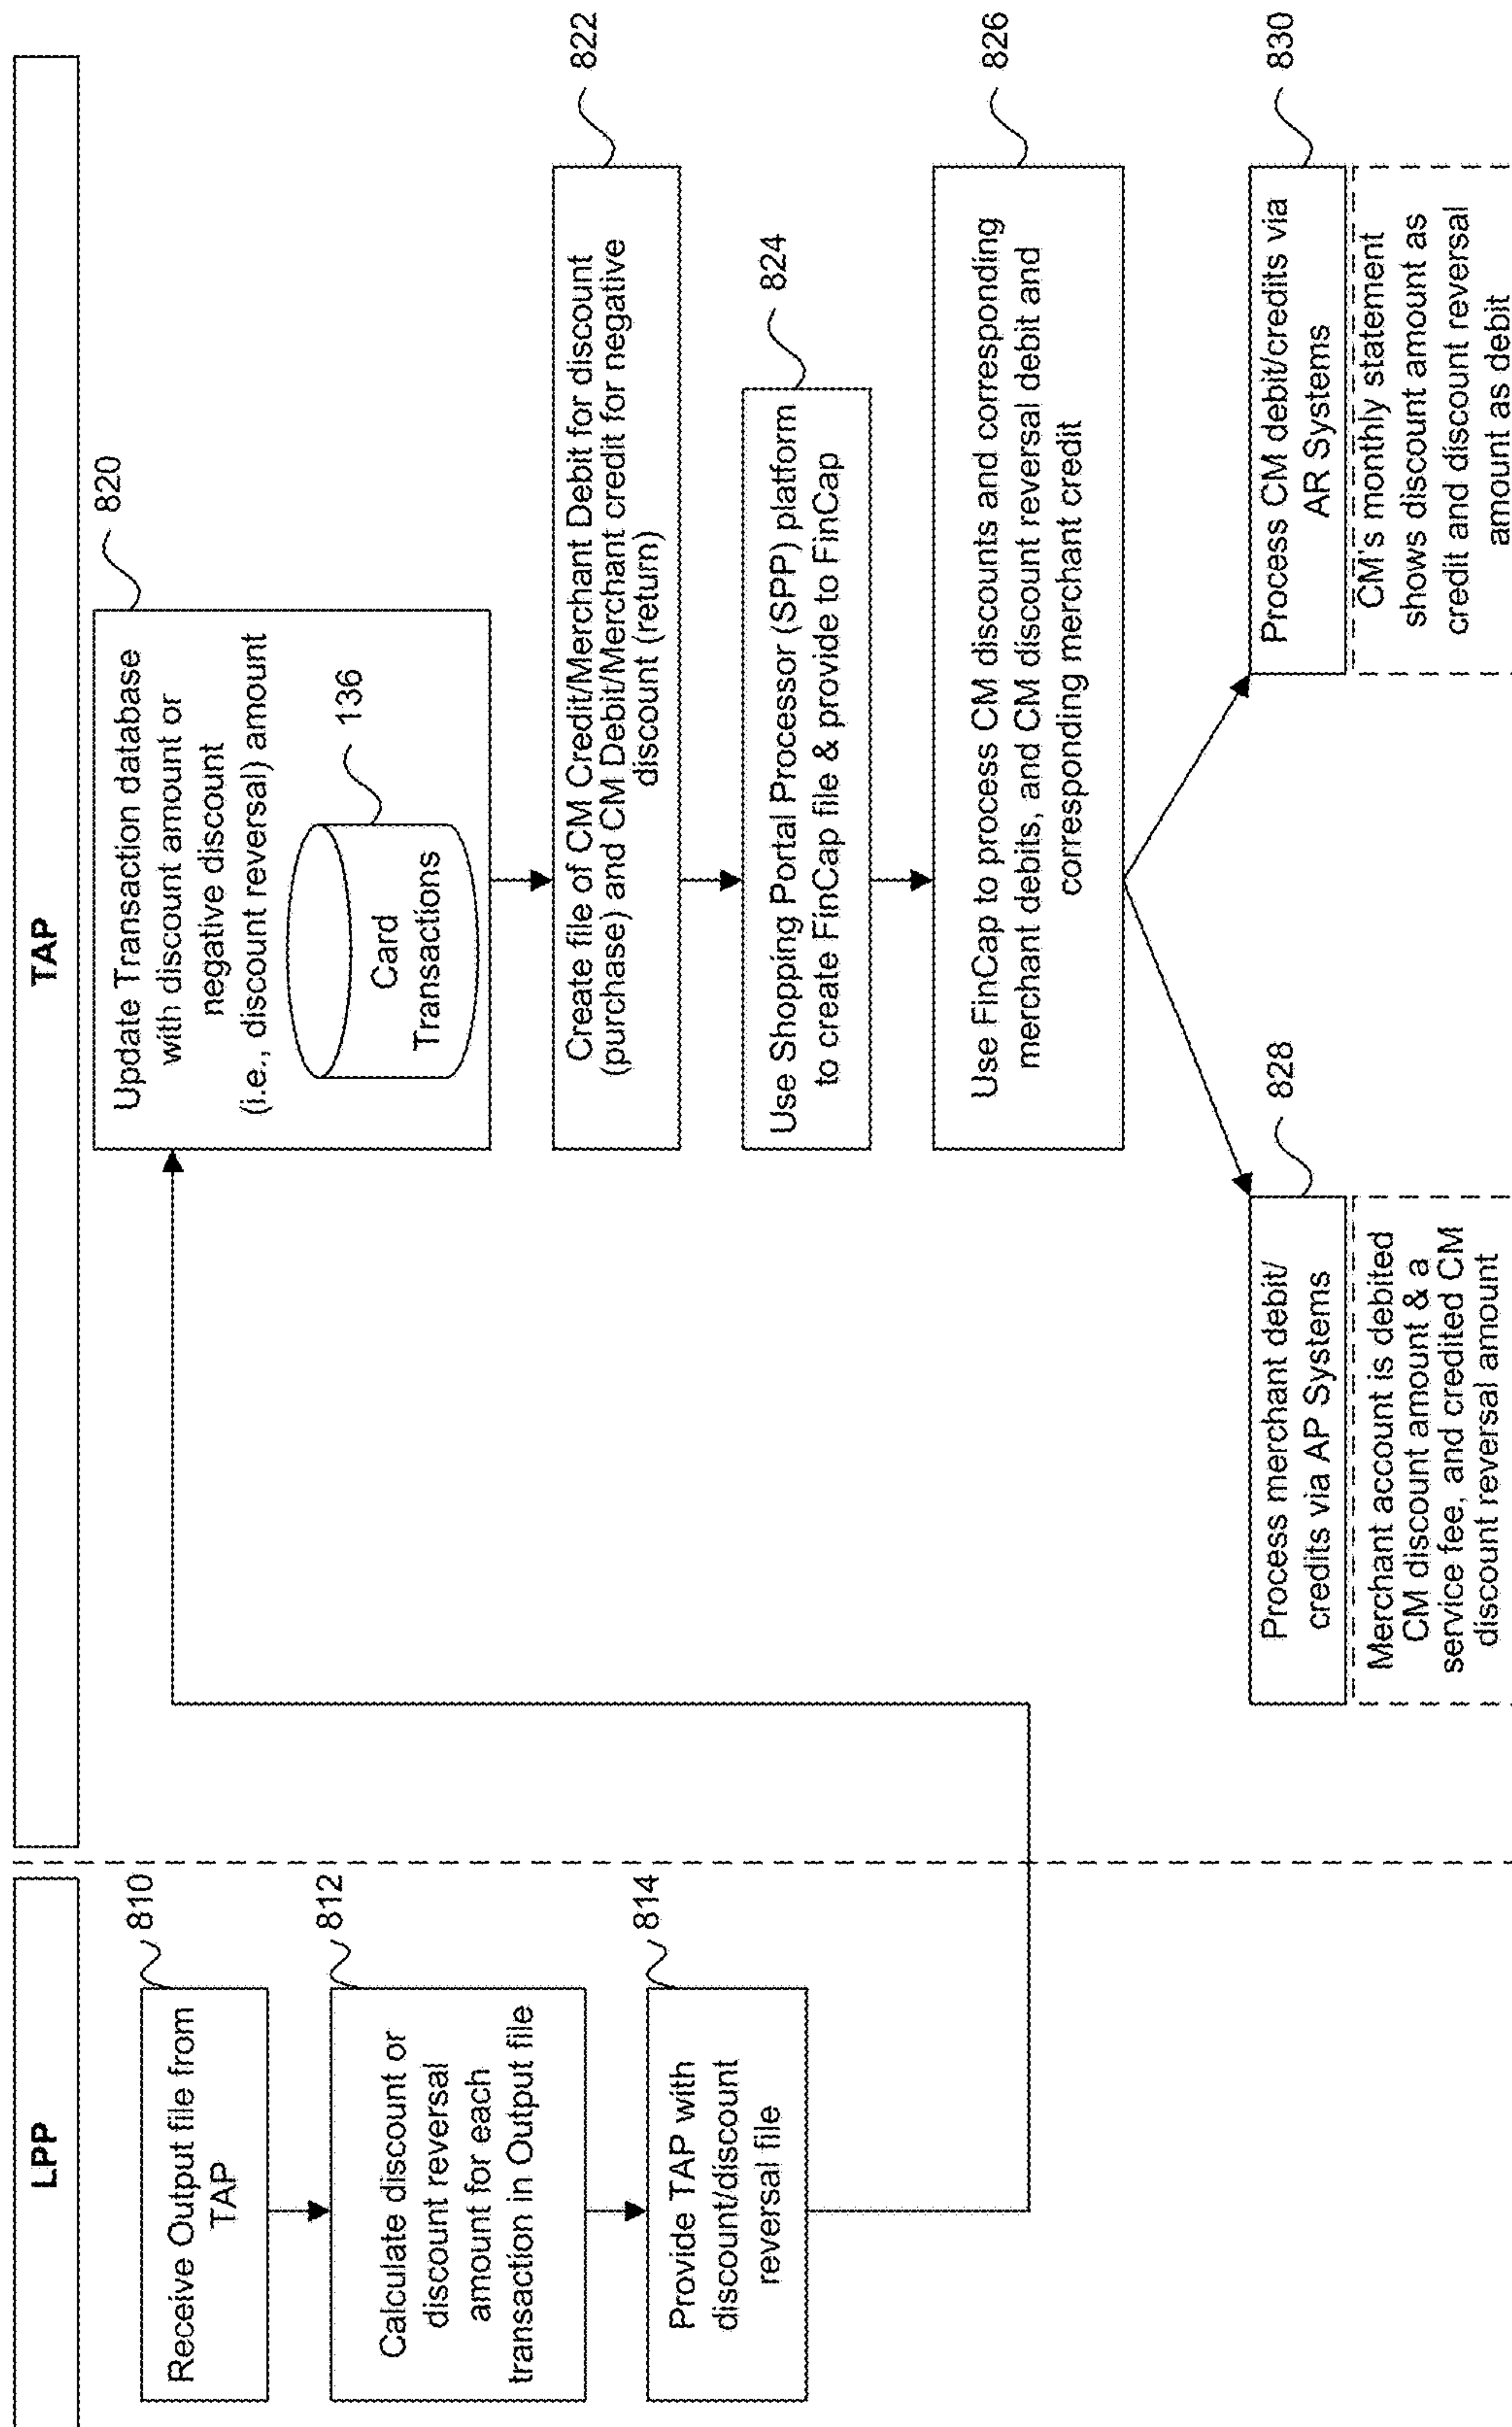 LPP
TAP
810
Receive Output file from
TAP
812
Calculate discount or
discount reversal
amount for each
transaction in Output file
814
Provide TAP with
discount/discount
reversal file
820
Update Transaction database
with discount amount or
negative discount
(i.e., discount reversal) amount
136
Card
Transactions
822
Create file of CM Credit/Merchant Debit for discount
(purchase) and CM Debit/Merchant credit for negative
discount (return)
824
Use Shopping Portal Processor (SPP) platform
to create FinCap file & provide to FinCap
826
Use FinCap to process CM discounts and corresponding
merchant debits, and CM discount reversal debit and
corresponding merchant credit
828
Process merchant debit/
credits via AP Systems
Merchant account is debited
CM discount amount & a
service fee, and credited CM
discount reversal amount
830
Process CM debit/credits via
AR Systems
CM's monthly statement
shows discount amount as
credit and discount reversal
amount as debit